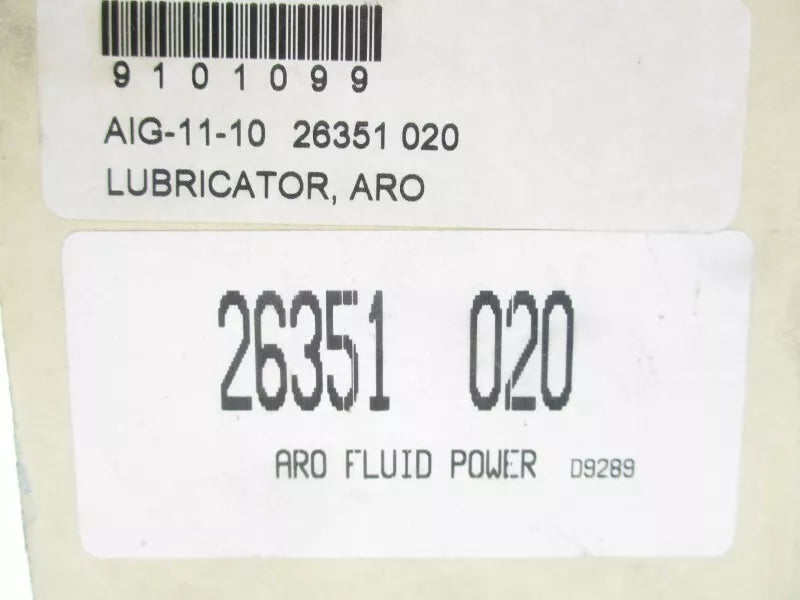 9101099
AIG-11-10 26351 020
LUBRICATOR, ARO
26351 020
ARO FLUID POWER D9289